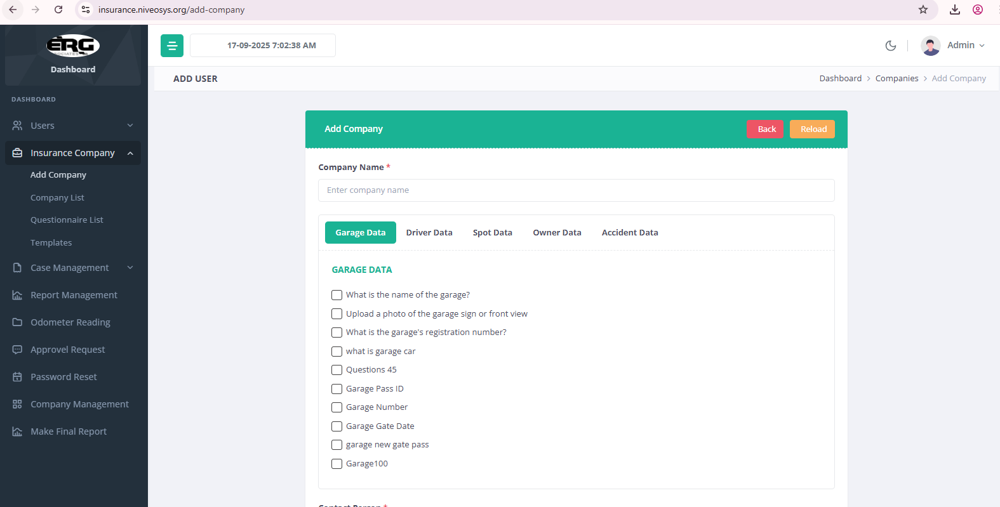 insurance.niveosys.org/add-company
ERG
Dashboard
17-09-2025 7:02:38 AM
Admin
ADD USER
Dashboard > Companies > Add Company
DASHBOARD
Users
Insurance Company
Add Company
Company List
Questionnaire List
Templates
Case Management
Report Management
Odometer Reading
Approvel Request
Password Reset
Company Management
Make Final Report
Add Company
Back
Reload
Company Name *
Enter company name
Garage Data
Driver Data
Spot Data
Owner Data
Accident Data
GARAGE DATA
What is the name of the garage?
Upload a photo of the garage sign or front view
What is the garage's registration number?
what is garage car
Questions 45
Garage Pass ID
Garage Number
Garage Gate Date
garage new gate pass
Garage100
Contact Person *